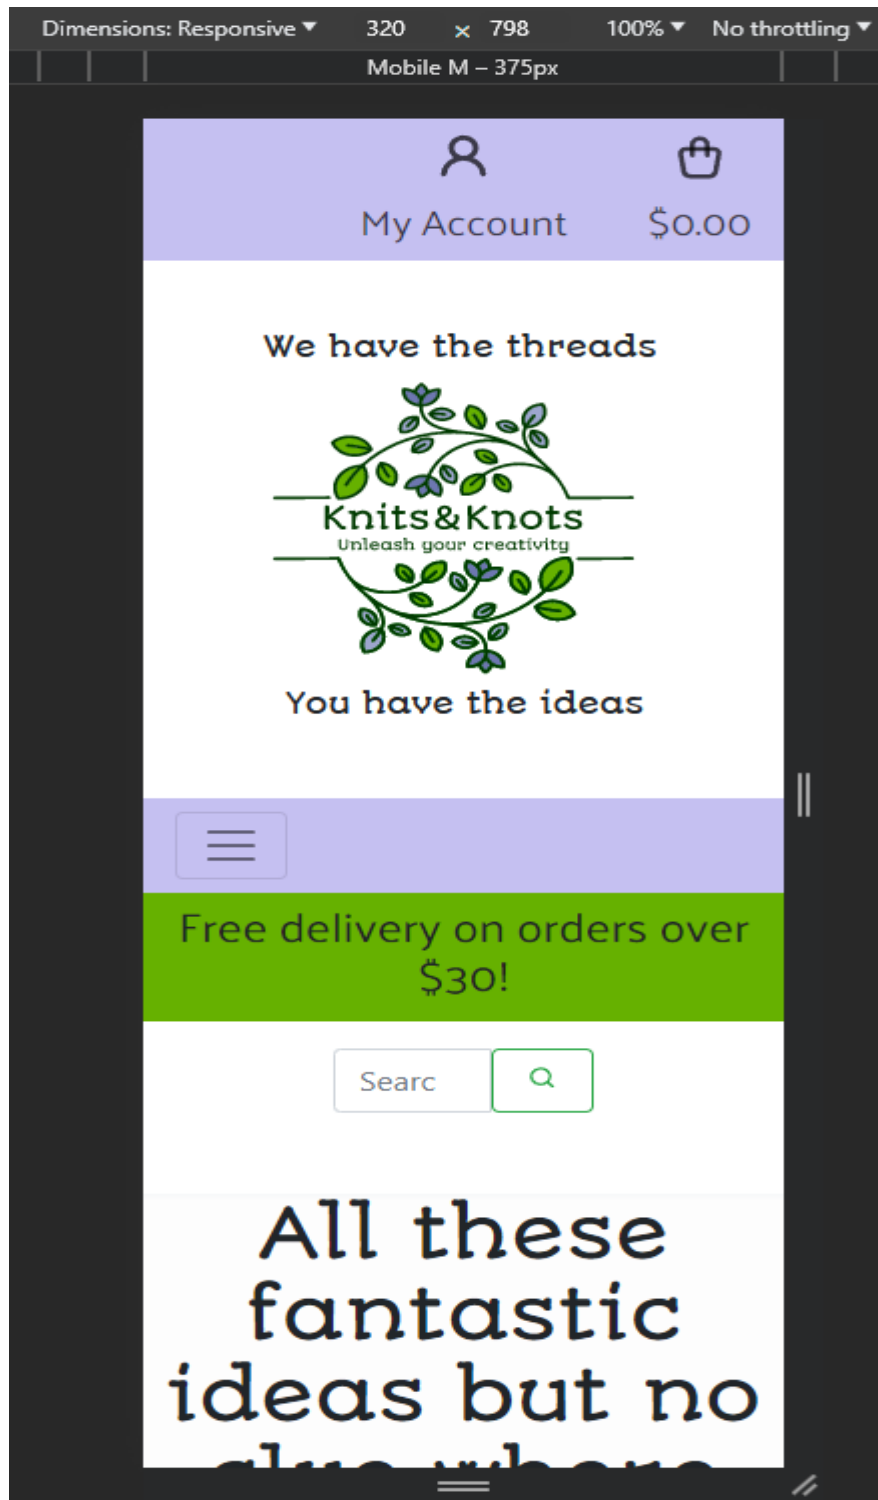 Dimensions: Responsive 320 × 798 100% No throttling
Mobile M – 375px
My Account $0.00
We have the threads
Knits&Knots
Unleash your creativity
You have the ideas
Free delivery on orders over
$30!
Searc
All these
fantastic
ideas but no
clue where